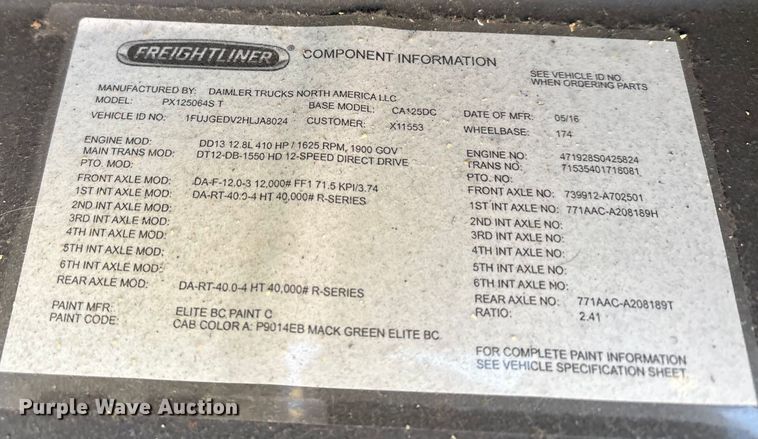 FREIGHTLINER® COMPONENT INFORMATION
SEE VEHICLE ID NO.
WHEN ORDERING PARTS
MANUFACTURED BY: DAIMLER TRUCKS NORTH AMERICA LLC
MODEL: PX125064S T BASE MODEL: CA125DC DATE OF MFR: 05/16
VEHICLE ID NO: 1FUJGEDV2HLJA8024 CUSTOMER: X11553 WHEELBASE: 174
ENGINE MOD: DD13 12.8L 410 HP / 1625 RPM, 1900 GOV ENGINE NO: 471928S0425824
MAIN TRANS MOD: DT12-DB-1550 HD 12-SPEED DIRECT DRIVE TRANS NO: 71535401718081
PTO. MOD: PTO. NO:
FRONT AXLE MOD: DA-F-12.0-3 12,000# FF1 71.5 KPI/3.74 FRONT AXLE NO: 739912-A702501
1ST INT AXLE MOD: DA-RT-40.0-4 HT 40,000# R-SERIES 1ST INT AXLE NO: 771AAC-A208189H
2ND INT AXLE MOD: 2ND INT AXLE NO:
3RD INT AXLE MOD: 3RD INT AXLE NO:
4TH INT AXLE MOD: 4TH INT AXLE NO:
5TH INT AXLE MOD: 5TH INT AXLE NO:
6TH INT AXLE MOD: 6TH INT AXLE NO:
REAR AXLE MOD: DA-RT-40.0-4 HT 40,000# R-SERIES REAR AXLE NO: 771AAC-A208189T
RATIO: 2.41
PAINT MFR: ELITE BC PAINT C
PAINT CODE: CAB COLOR A: P9014EB MACK GREEN ELITE BC
FOR COMPLETE PAINT INFORMATION
SEE VEHICLE SPECIFICATION SHEET.
Purple Wave Auction